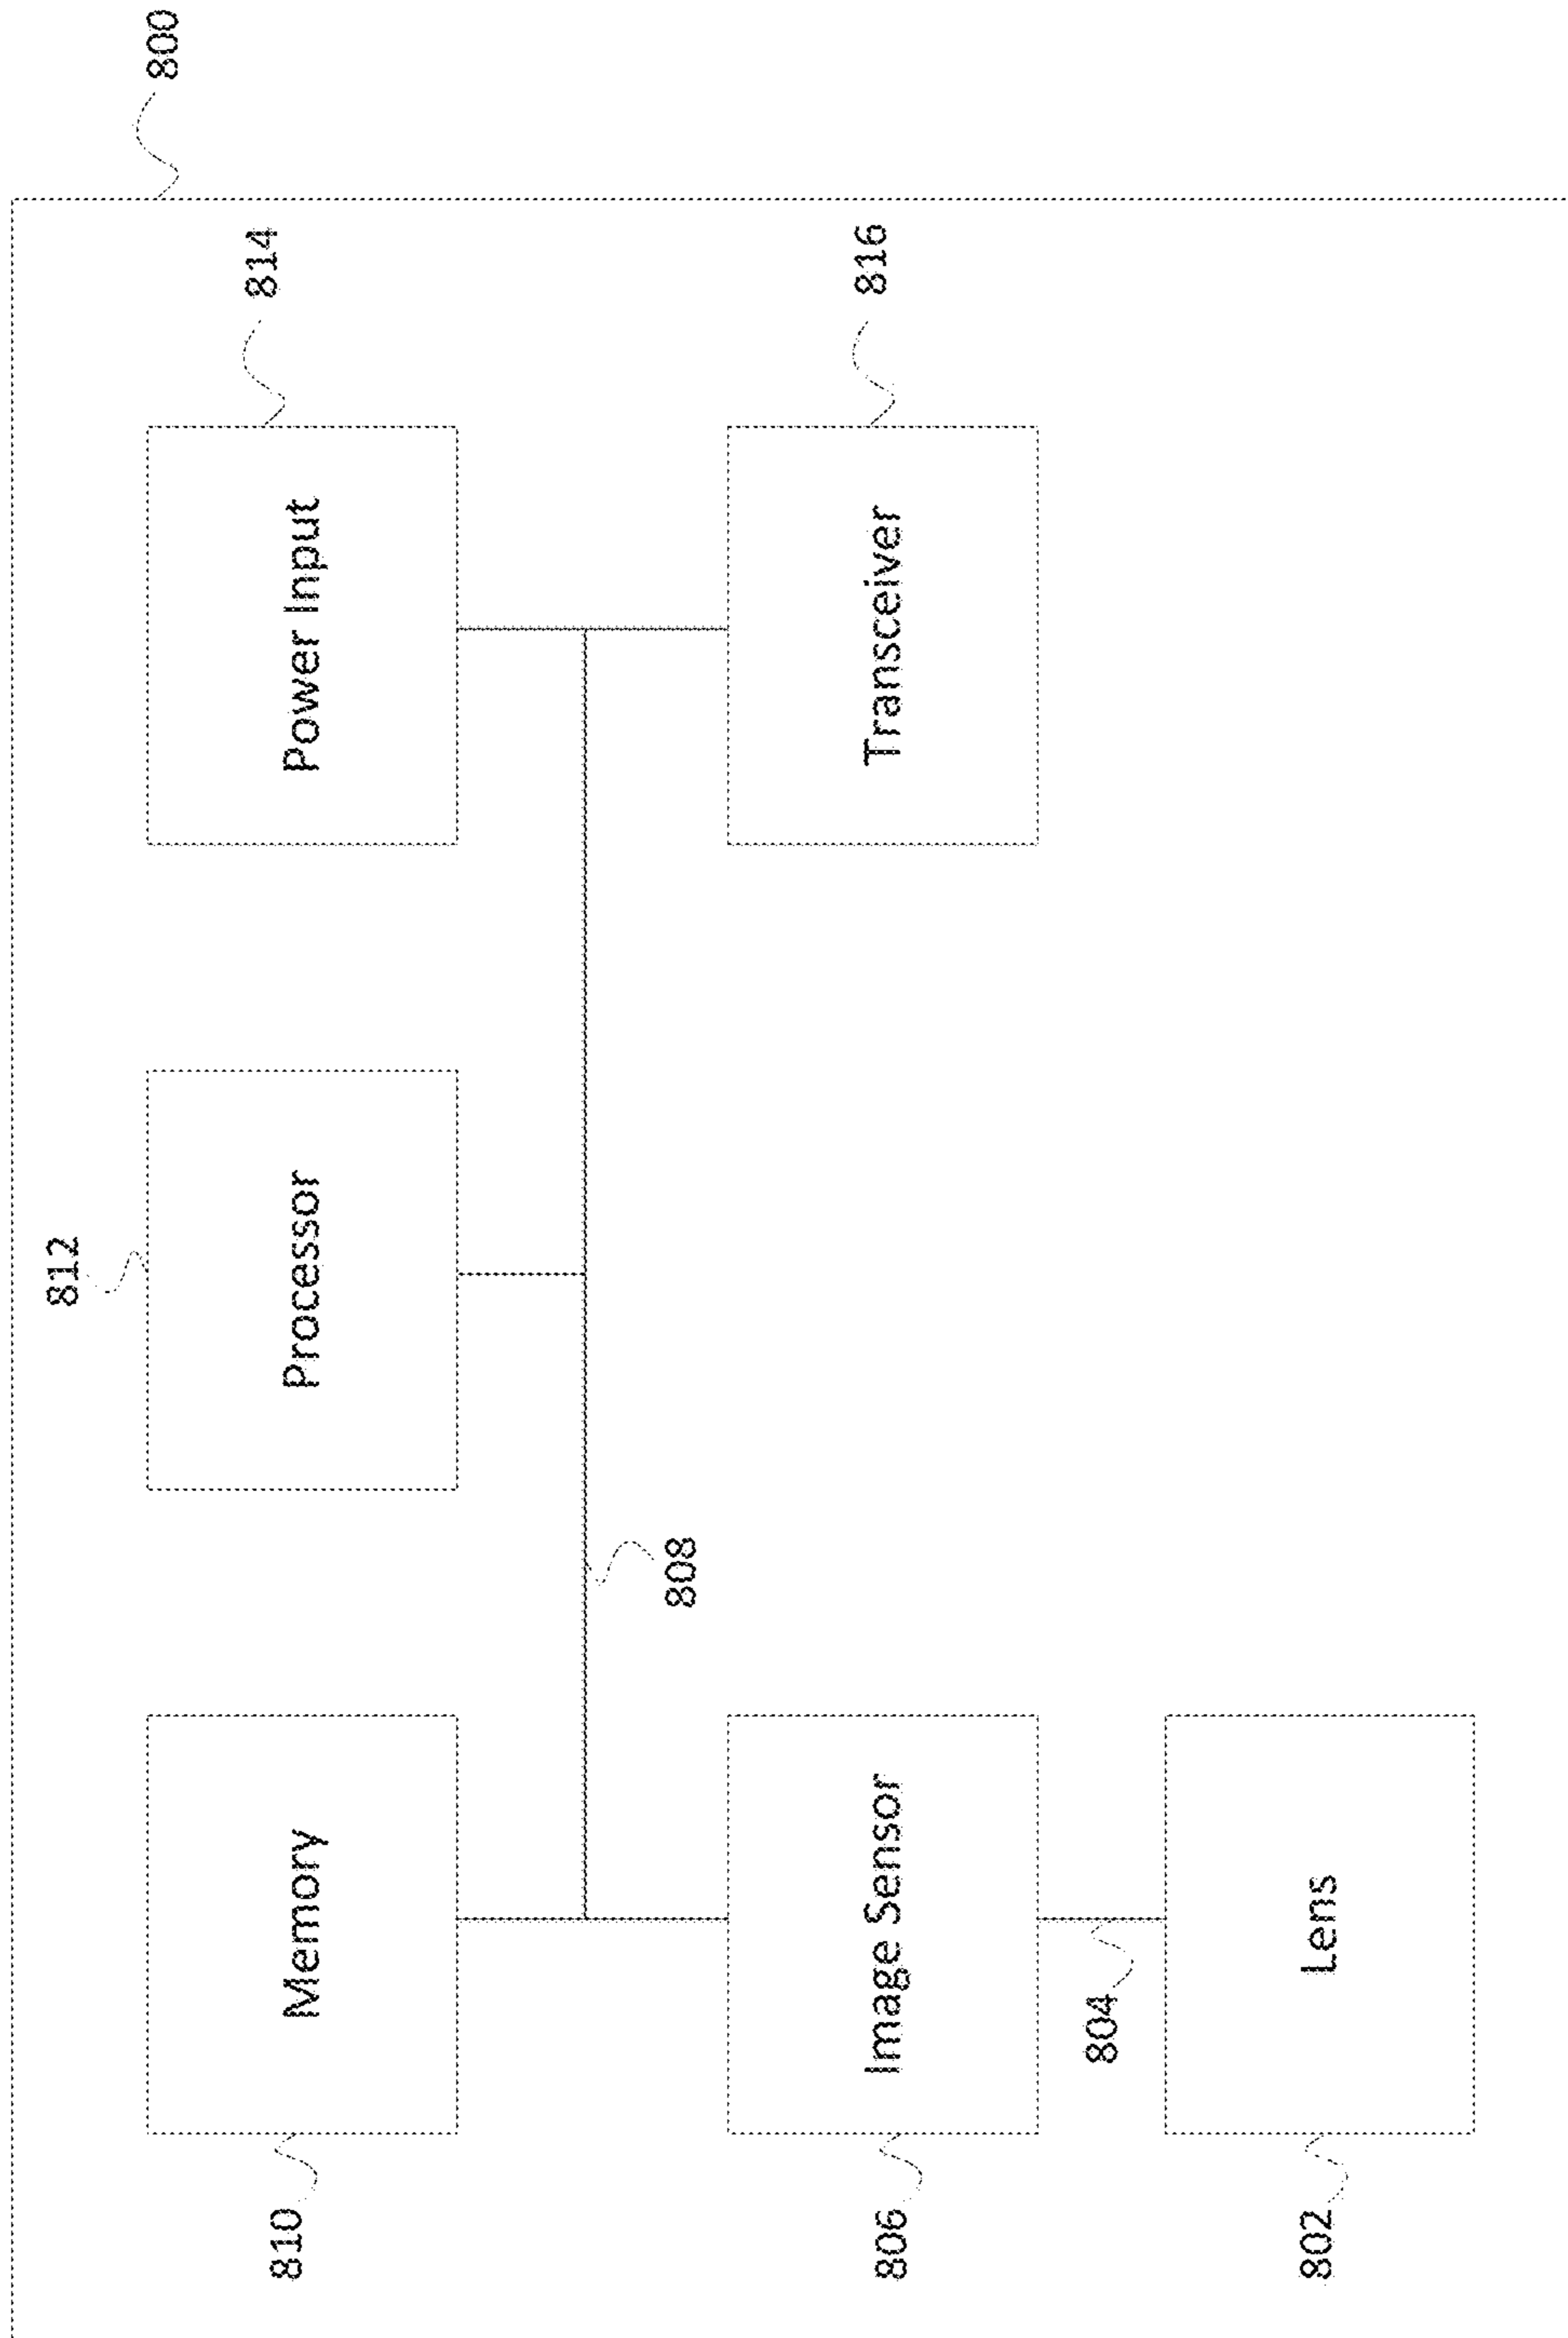 800
812
810
Memory
Processor
Power Input
814
808
806
Image Sensor
Transceiver
816
804
802
Lens